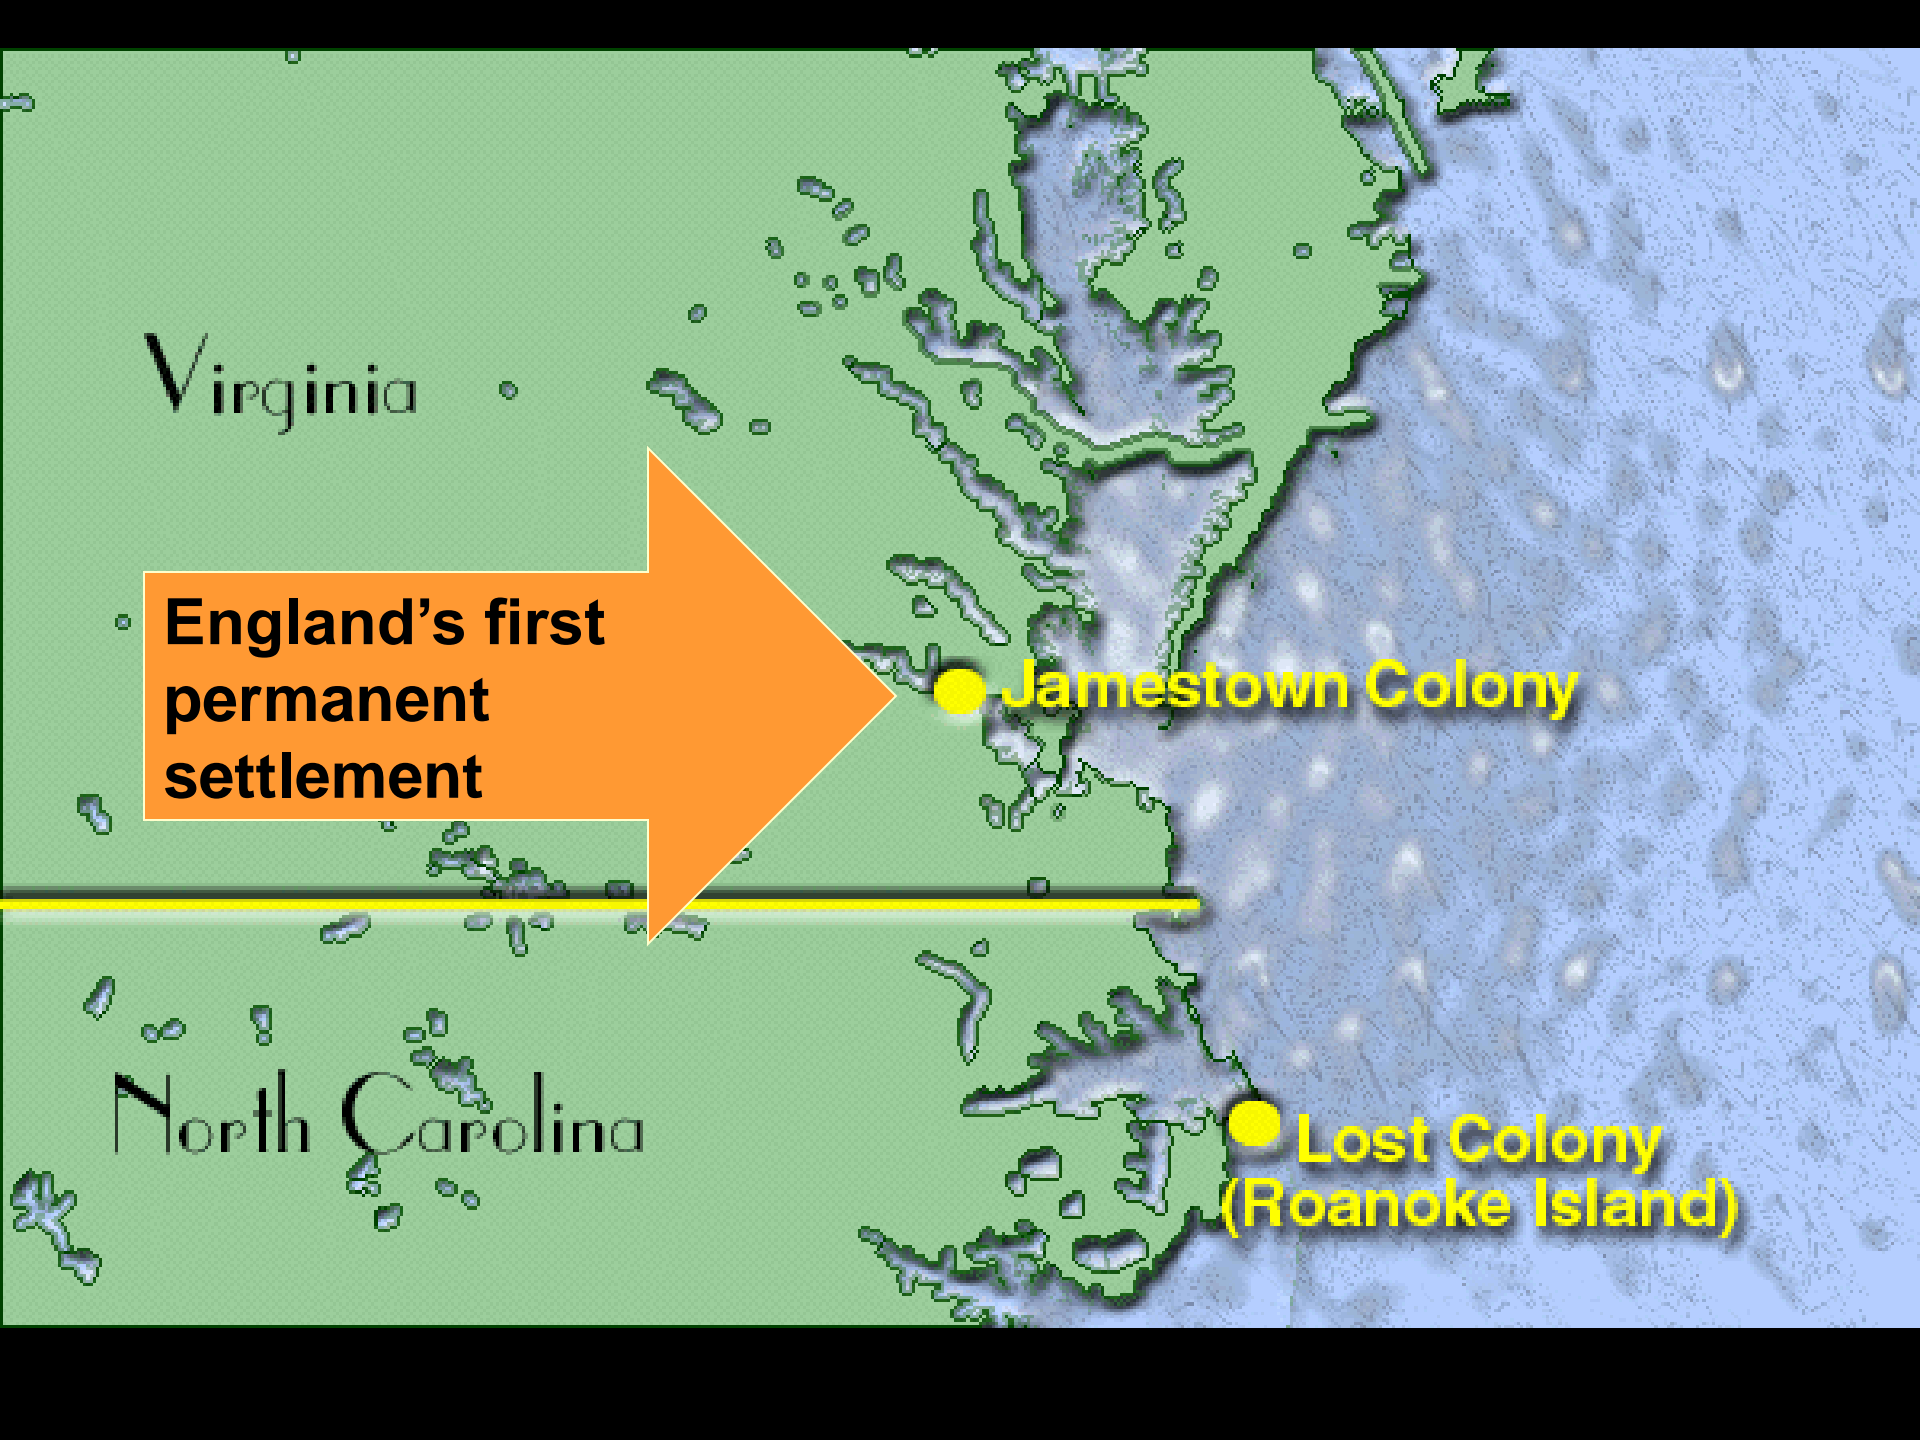 Virginia
England’s first
permanent
settlement
Jamestown Colony
North Carolina
Lost Colony
(Roanoke Island)